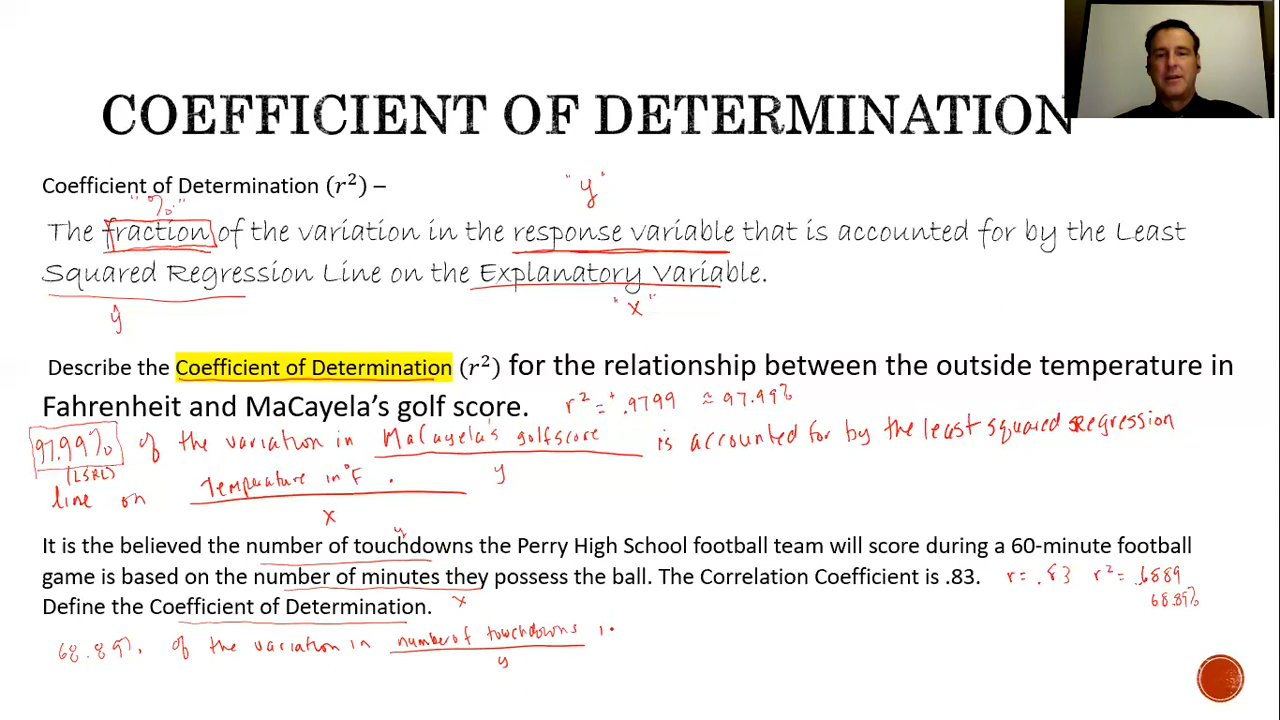 COEFFICIENT OF DETERMINATION
Coefficient of Determination (r²) –
"y"
"%"
The fraction of the variation in the response variable that is accounted for by the Least
Squared Regression Line on the Explanatory Variable.
ŷ
"x"
Describe the Coefficient of Determination (r²) for the relationship between the outside temperature in
Fahrenheit and MaCayela's golf score.
r² = + .9799 ≈ 97.99%
97.99% of the variation in MaCayela's golf score is accounted for by the least squared Regression
(LSRL)
y
line on Temperature in °F .
x
y
It is the believed the number of touchdowns the Perry High School football team will score during a 60-minute football
game is based on the number of minutes they possess the ball. The Correlation Coefficient is .83.
r = .83 r² = .6889
68.89%
x
Define the Coefficient of Determination.
68.89% of the variation in number of touchdowns
y